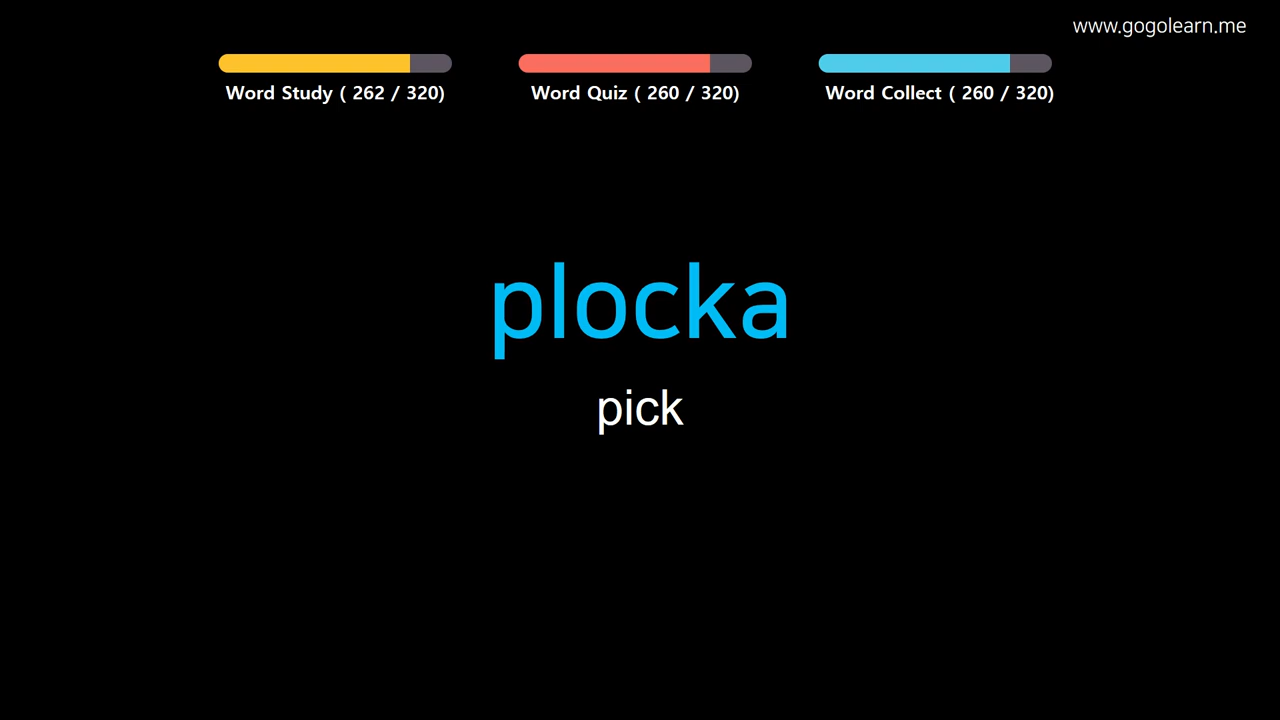 www.gogolearn.me
Word Study ( 262 / 320)
Word Quiz ( 260 / 320)
Word Collect ( 260 / 320)
plocka
pick